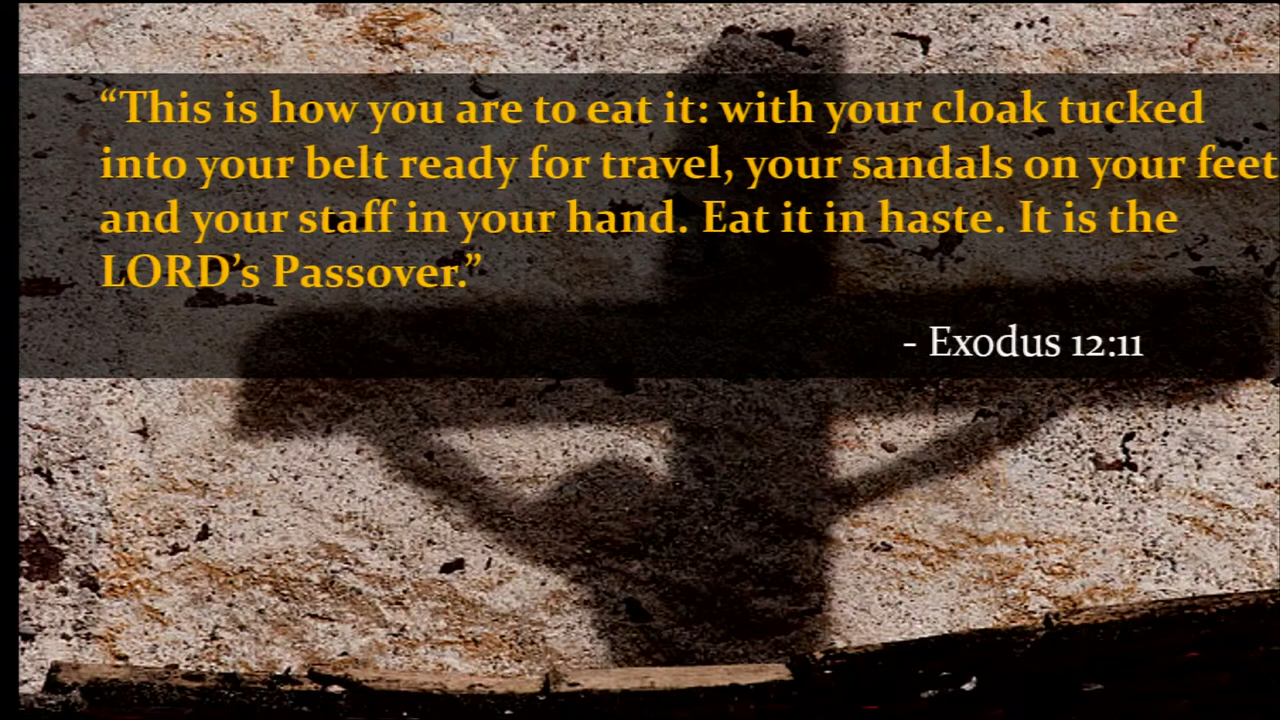 “This is how you are to eat it: with your cloak tucked
into your belt ready for travel, your sandals on your feet
and your staff in your hand. Eat it in haste. It is the
LORD’s Passover.”
- Exodus 12:11